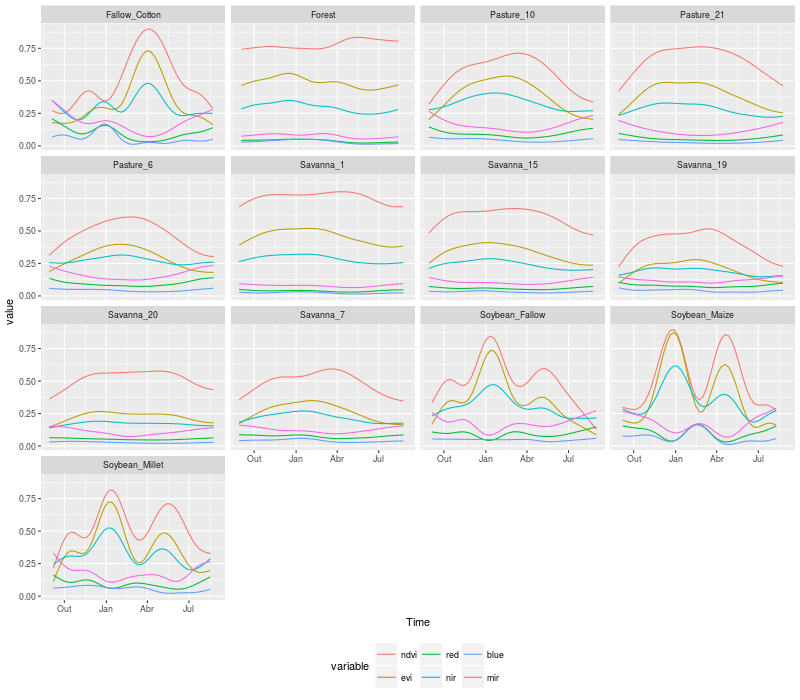 Fallow_Cotton Forest Pasture_10 Pasture_21
0.75
0.50
0.25
0.00
Pasture_6 Savanna_1 Savanna_15 Savanna_19
0.75
0.50
0.25
0.00
value
Savanna_20 Savanna_7 Soybean_Fallow Soybean_Maize
0.75
0.50
0.25
0.00
Out Jan Abr Jul Out Jan Abr Jul Out Jan Abr Jul
Soybean_Millet
0.75
0.50
0.25
0.00
Out Jan Abr Jul
Time
variable
ndvi red blue
evi nir mir